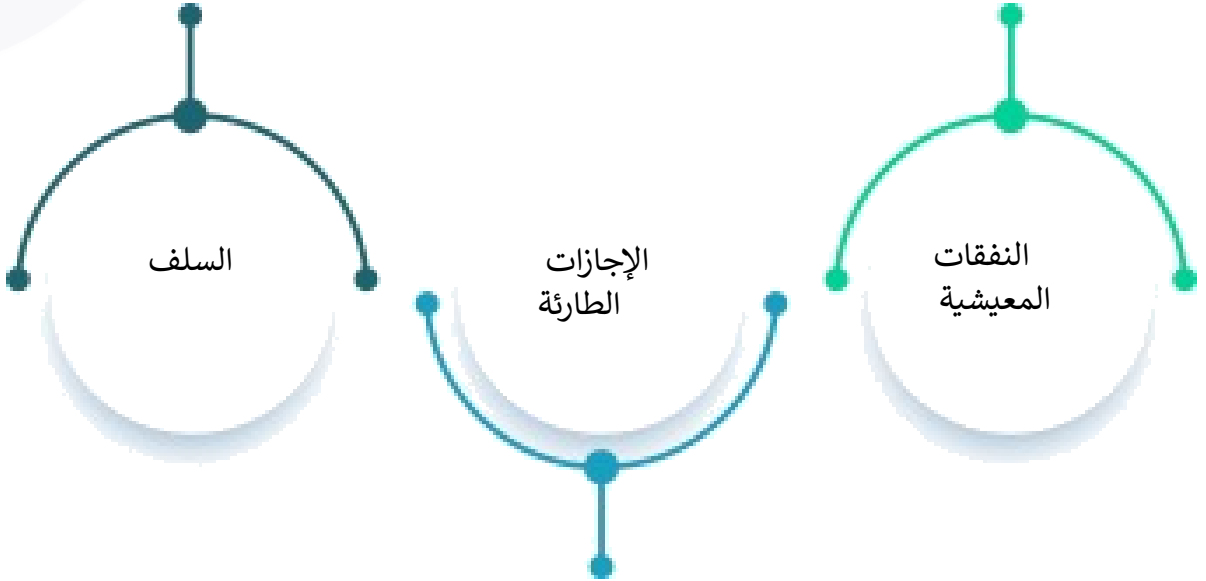 النفقات
المعيشية
الإجازات
الطارئة
السلف